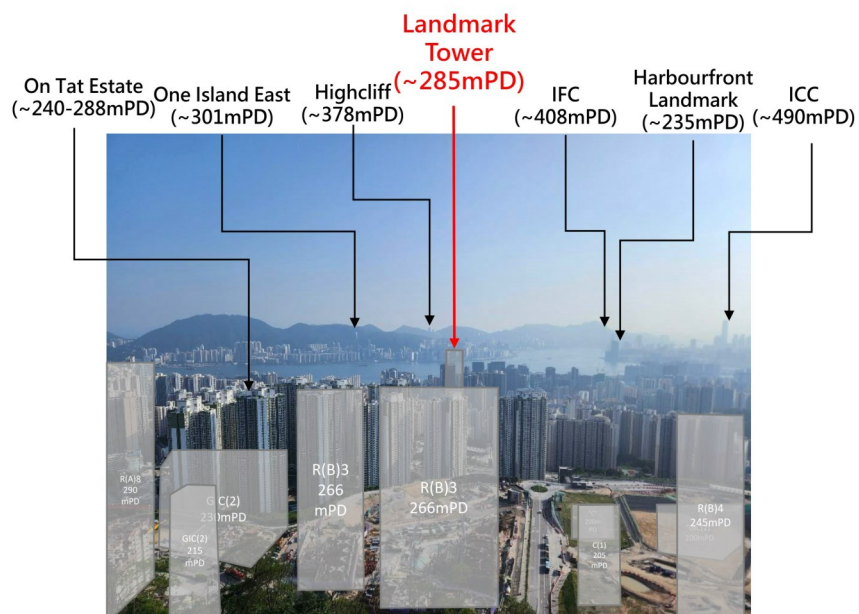 Landmark
Tower
(~285mPD)
On Tat Estate
(~240-288mPD)
One Island East
(~301mPD)
Highcliff
(~378mPD)
IFC
(~408mPD)
Harbourfront
Landmark
(~235mPD)
ICC
(~490mPD)
R(A)8
290
mPD
GIC(2)
230mPD
GIC(2)
215
mPD
R(B)3
266
mPD
R(B)3
266mPD
C(1)
205
mPD
R(B)4
245mPD